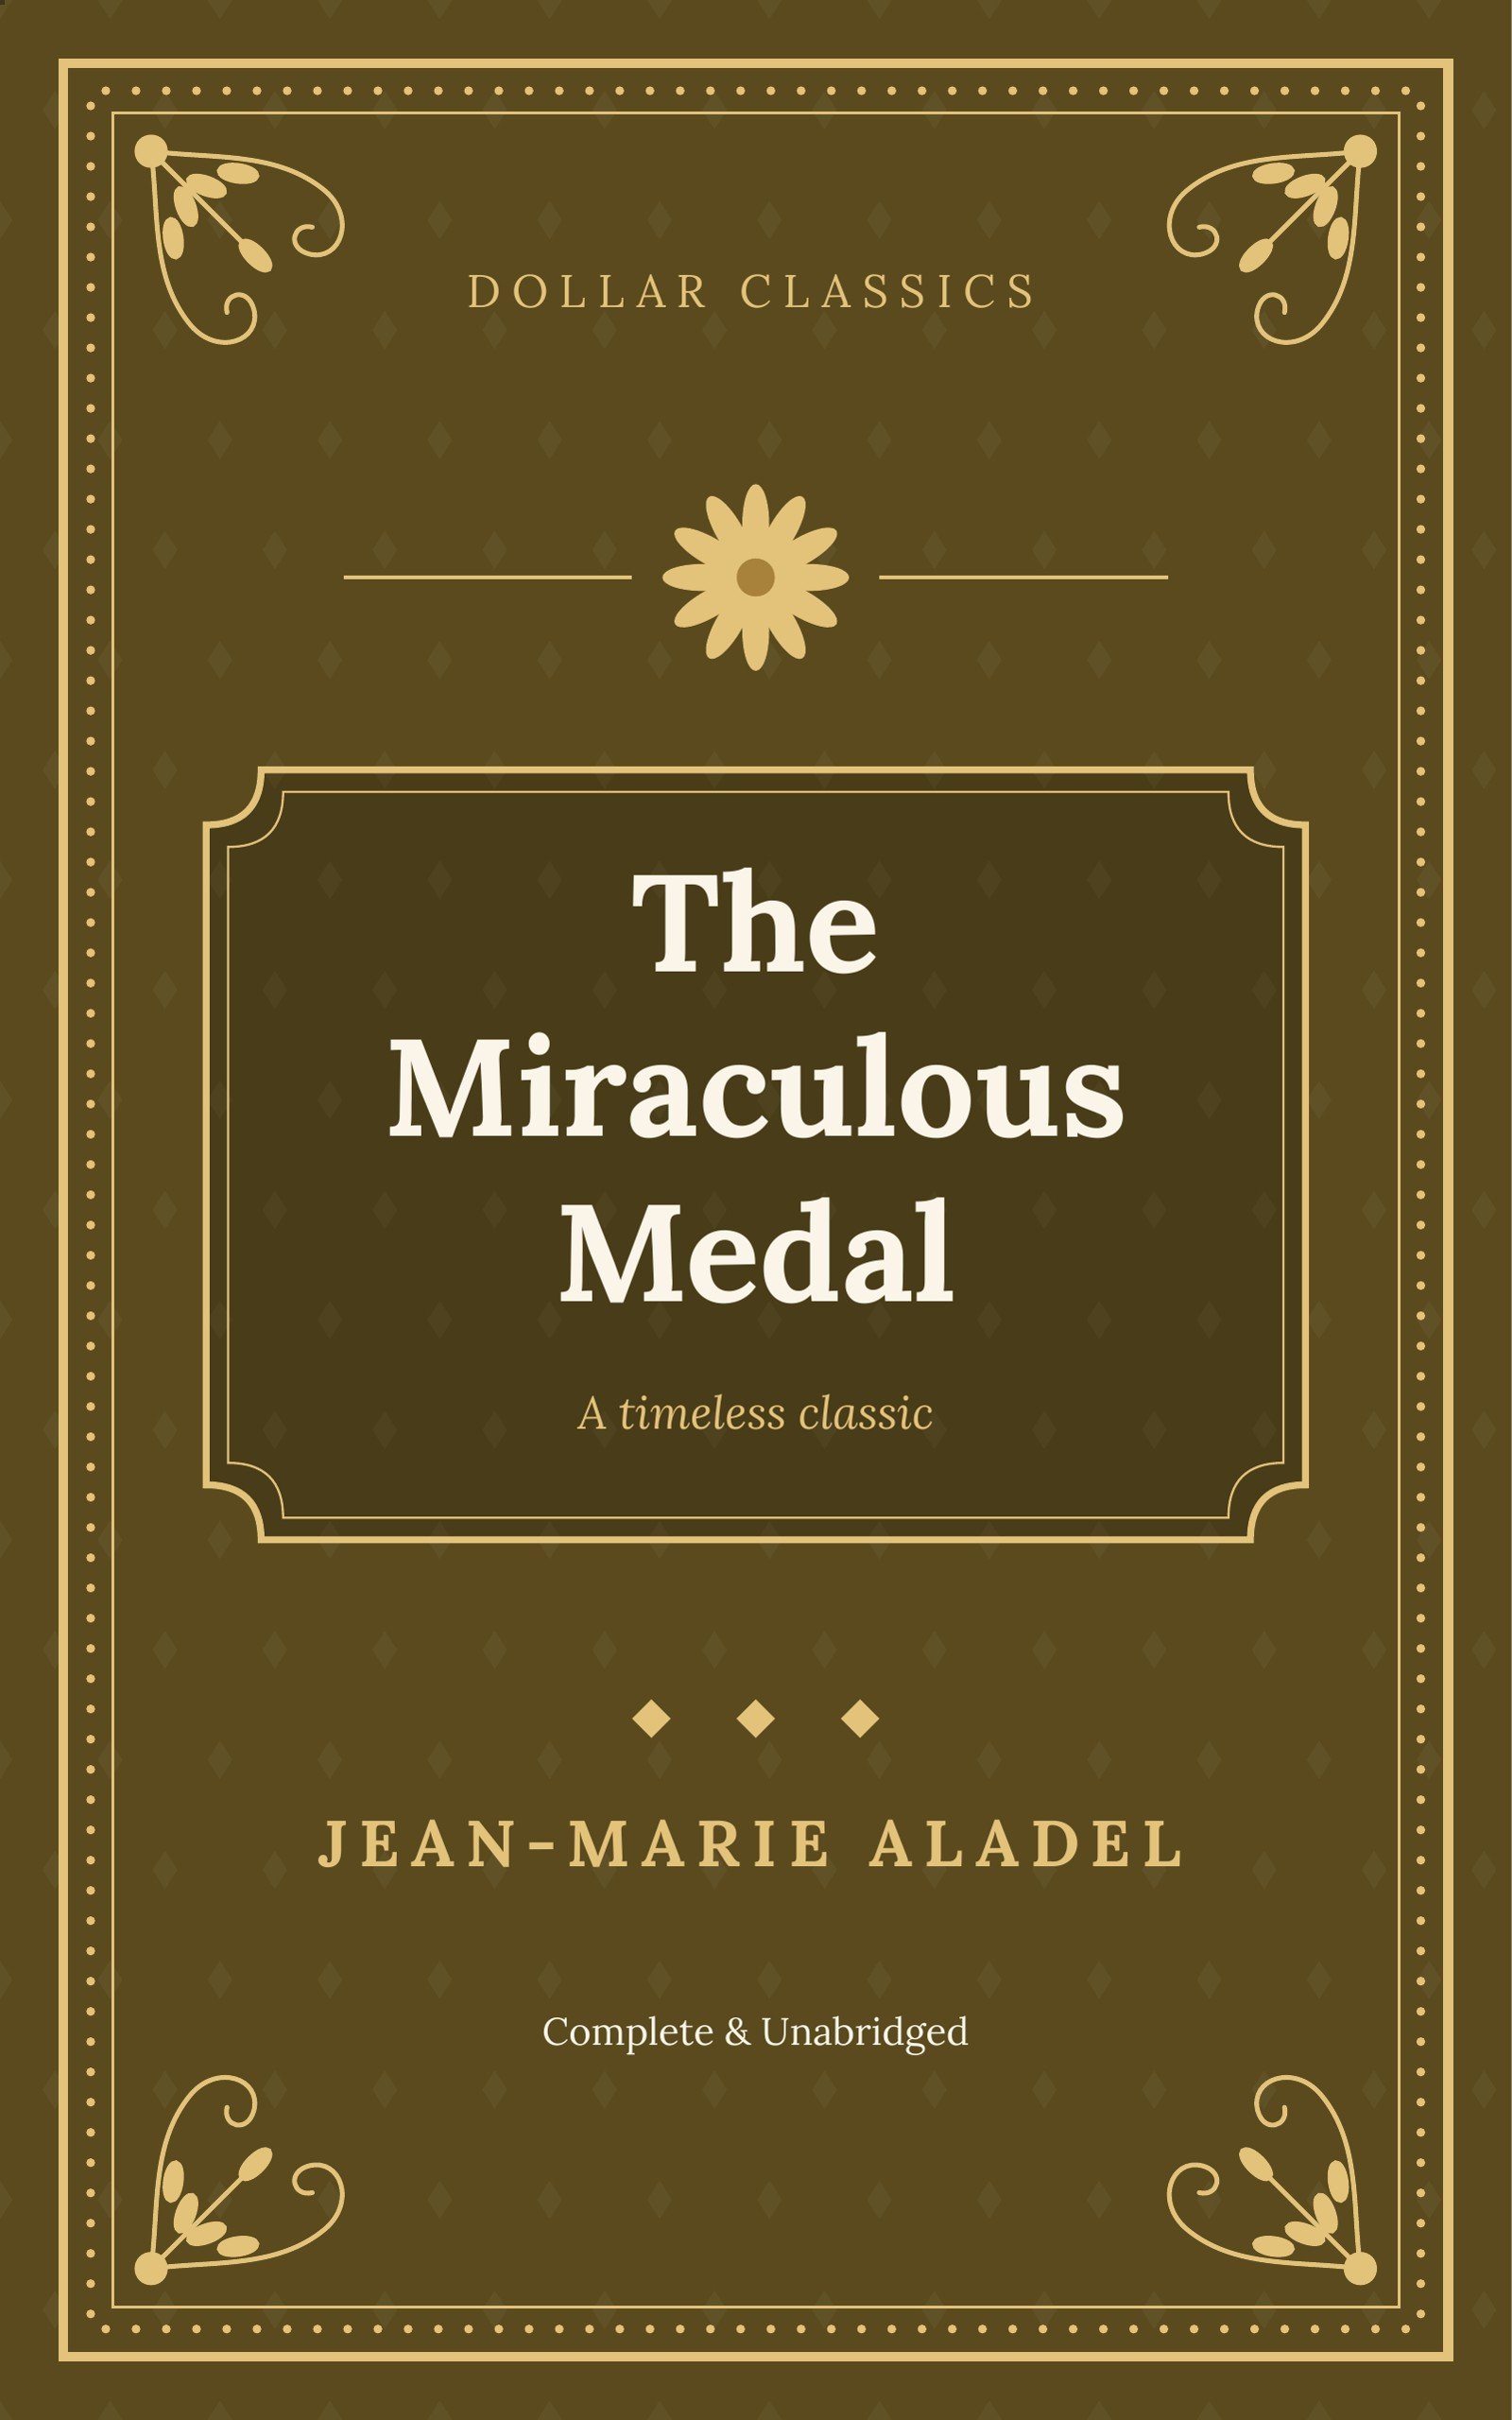 DOLLAR CLASSICS
The
Miraculous
Medal
A timeless classic
JEAN-MARIE ALADEL
Complete & Unabridged